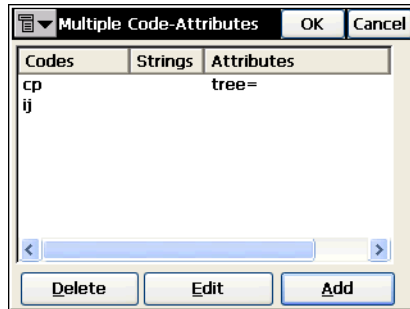 Multiple Code-Attributes OK Cancel
Codes Strings Attributes
cp tree=
ij
Delete Edit Add